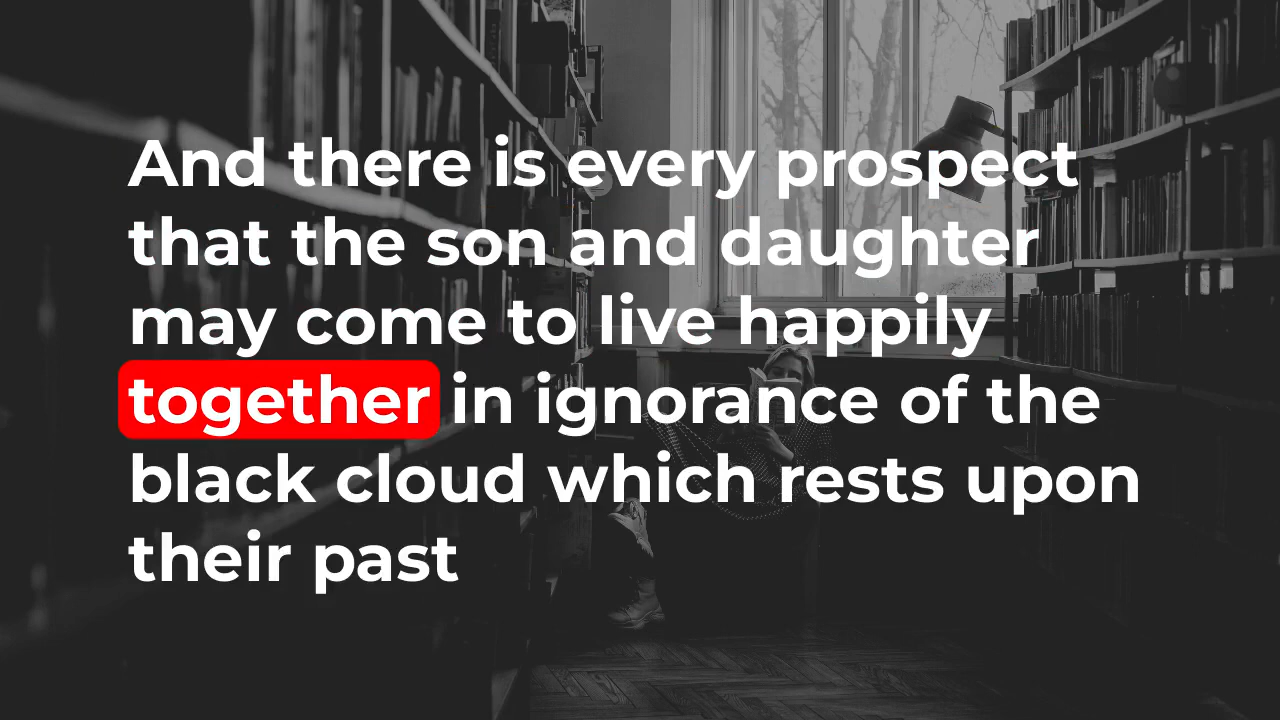 And there is every prospect
that the son and daughter
may come to live happily
together in ignorance of the
black cloud which rests upon
their past